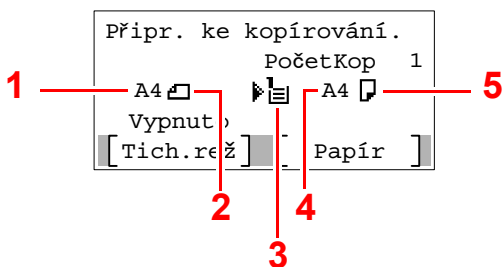 Připr. ke kopírování.
PočetKop 1
1 A4 A4 5
Vypnuto
[Tich.rež] [ Papír ]
2 4
3